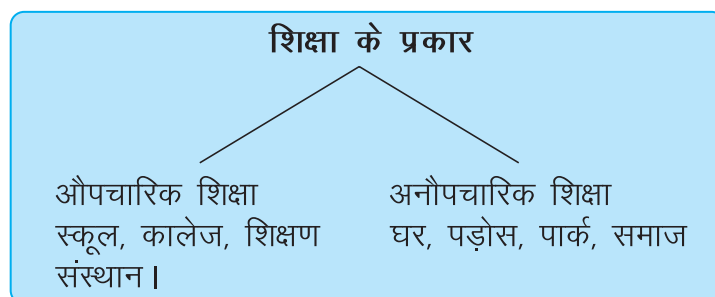 शिक्षा के प्रकार
औपचारिक शिक्षा
स्कूल, कालेज, शिक्षण
संस्थान।
अनौपचारिक शिक्षा
घर, पड़ोस, पार्क, समाज